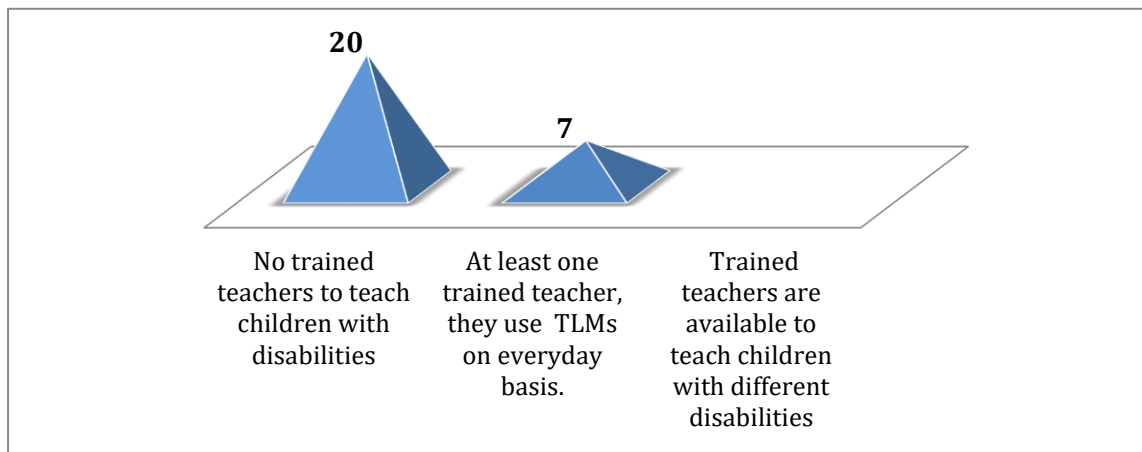 20
7
No trained
teachers to teach
children with
disabilities
At least one
trained teacher,
they use TLMs
on everyday
basis.
Trained
teachers are
available to
teach children
with different
disabilities